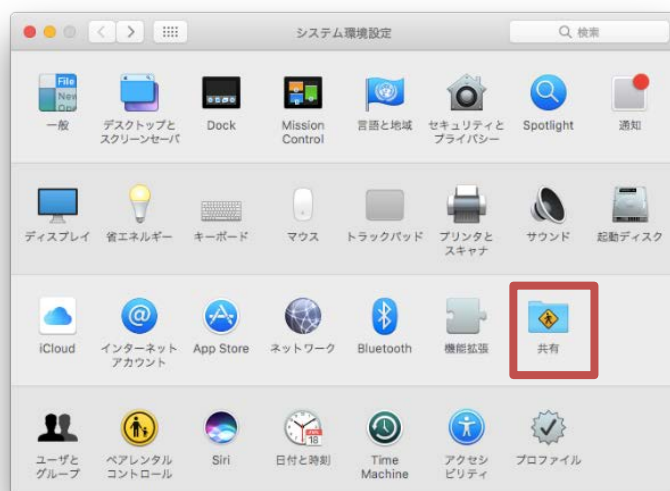 システム環境設定
検索
File
New
Ope
一般
デスクトップと
スクリーンセーバ
Dock
Mission
Control
言語と地域
セキュリティと
プライバシー
Spotlight
通知
ディスプレイ
省エネルギー
キーボード
マウス
トラックパッド
プリンタと
スキャナ
サウンド
起動ディスク
iCloud
インターネット
アカウント
App Store
ネットワーク
Bluetooth
機能拡張
共有
ユーザと
グループ
ペアレンタル
コントロール
Siri
18
日付と時刻
Time
Machine
アクセシ
ビリティ
プロファイル